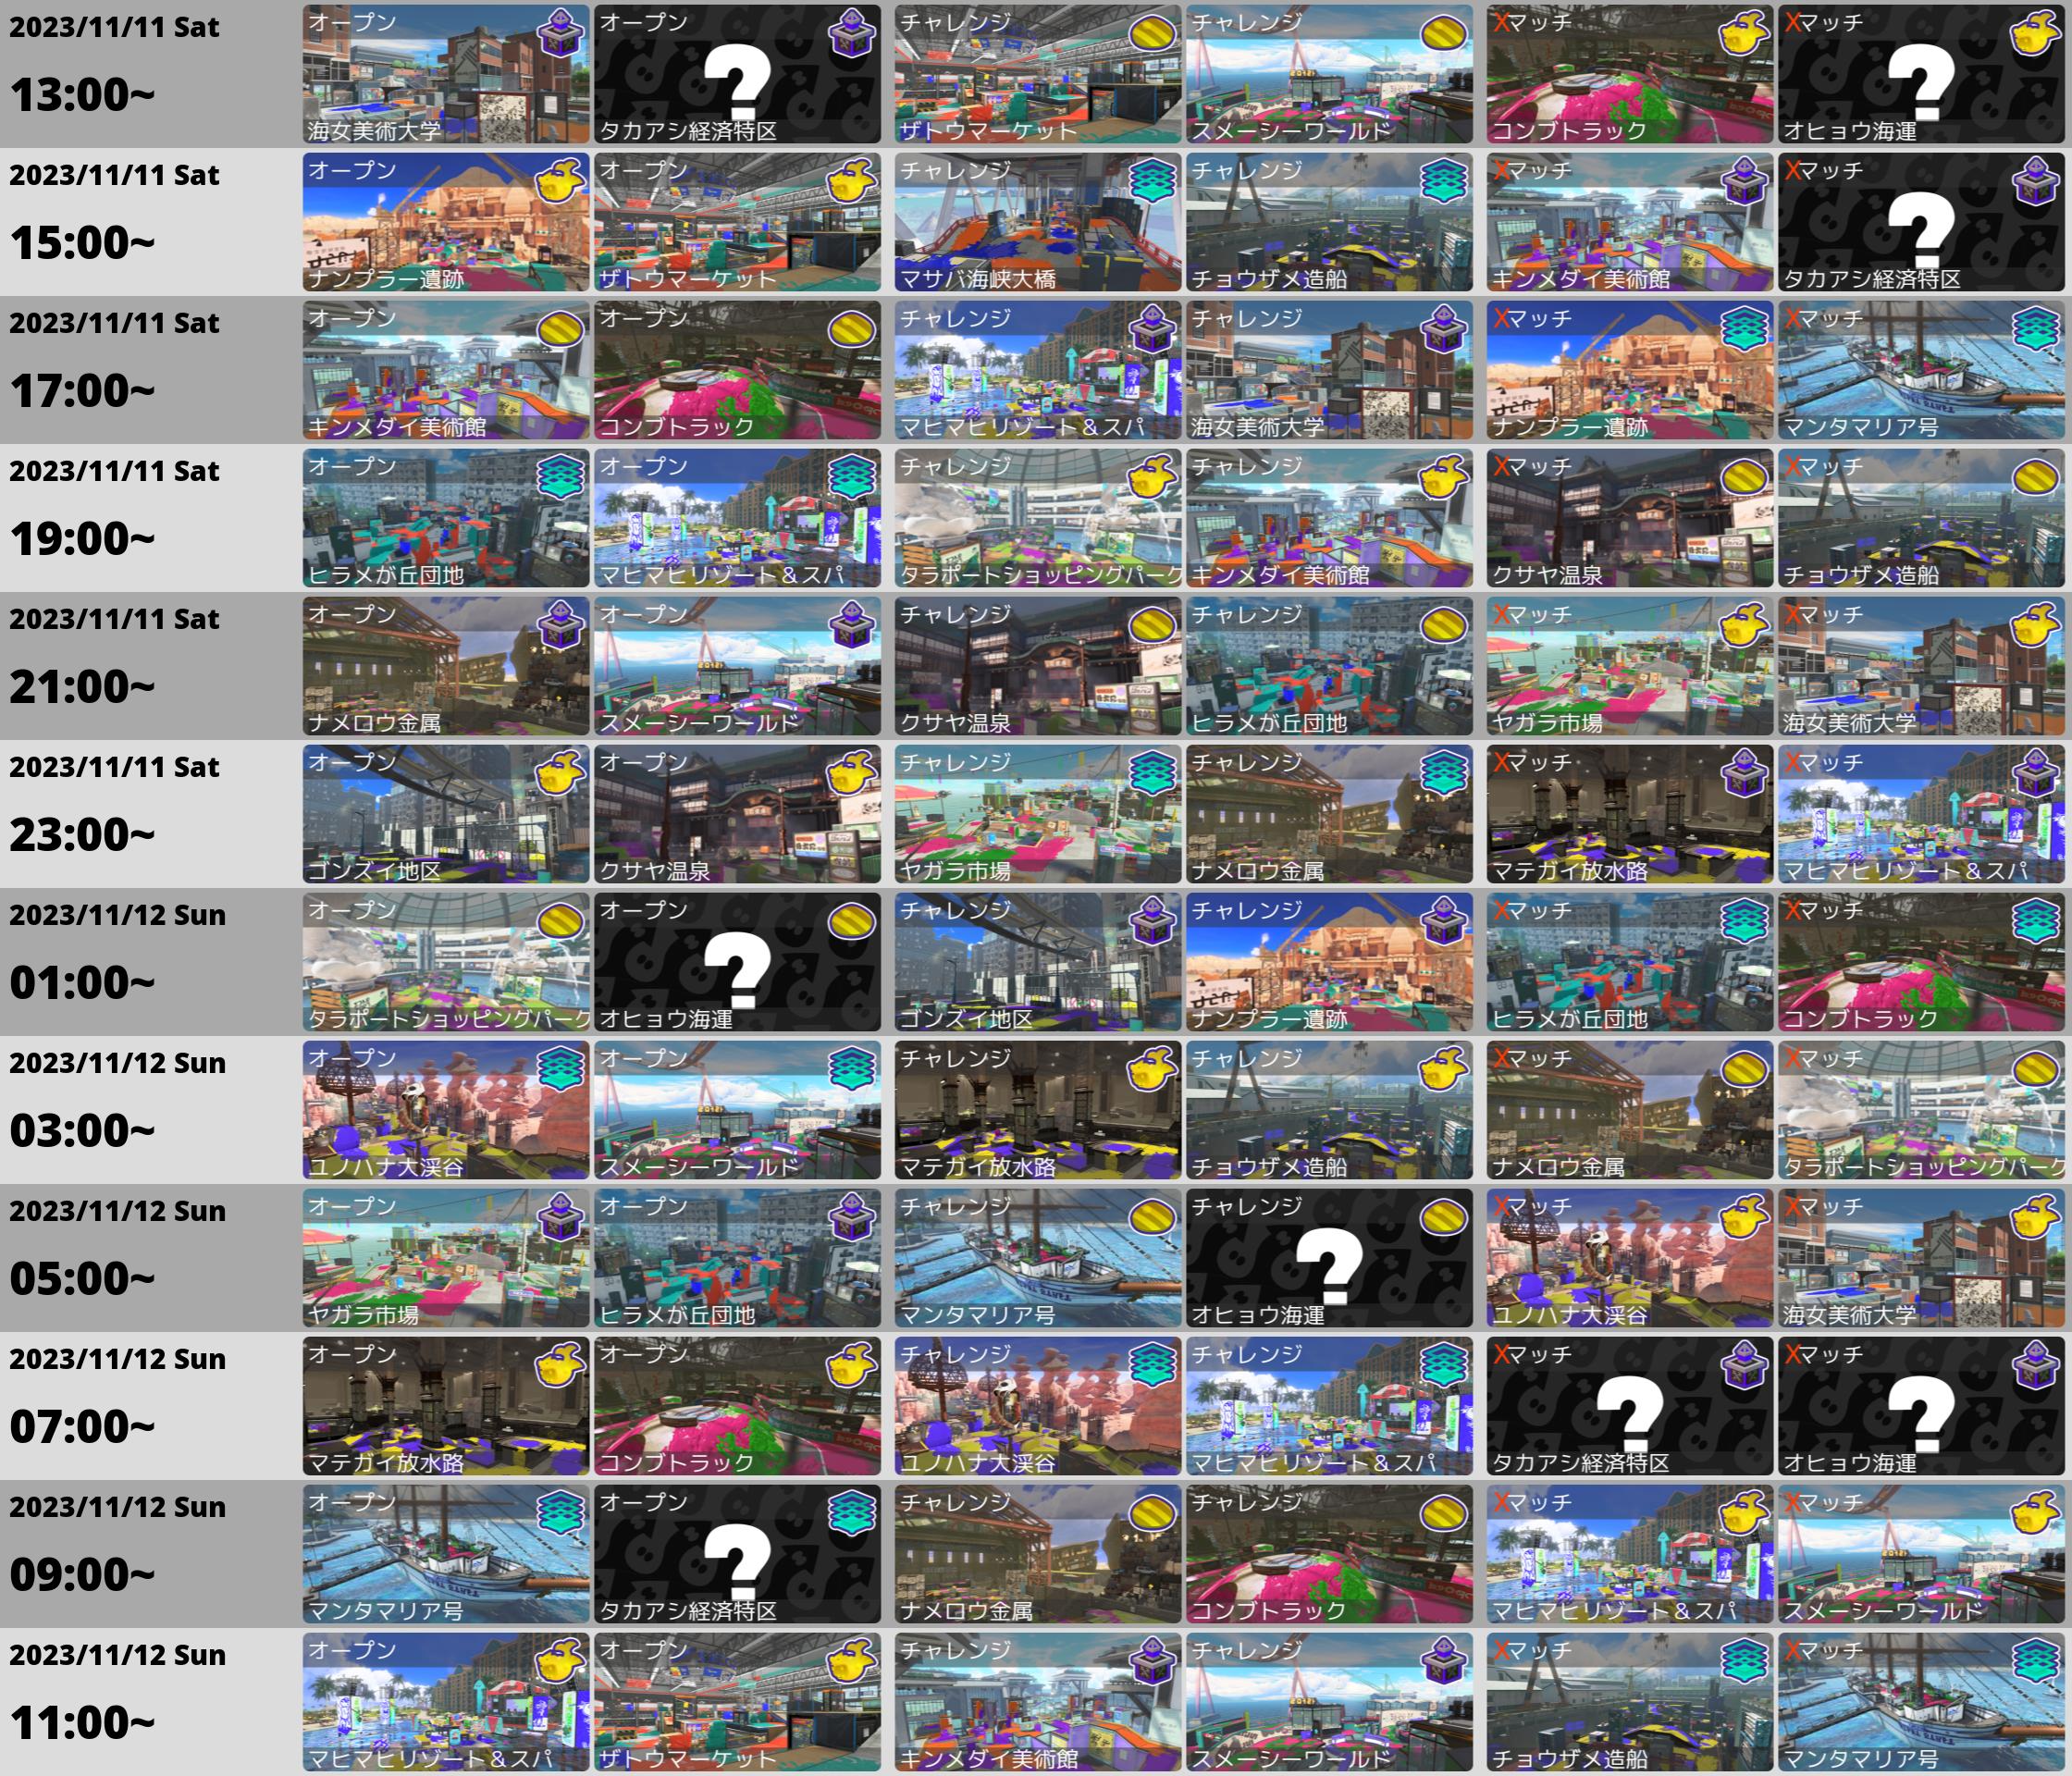 2023/11/11 Sat
13:00~
オープン
海女美術大学
オープン
タカアシ経済特区
チャレンジ
ザトウマーケット
チャレンジ
スメーシーワールド
Xマッチ
コンブトラック
Xマッチ
オヒョウ海運
2023/11/11 Sat
15:00~
オープン
ナンプラー遺跡
オープン
ザトウマーケット
チャレンジ
マサバ海峡大橋
チャレンジ
チョウザメ造船
Xマッチ
キンメダイ美術館
Xマッチ
タカアシ経済特区
2023/11/11 Sat
17:00~
オープン
キンメダイ美術館
オープン
コンブトラック
チャレンジ
マヒマヒリゾート&スパ
チャレンジ
海女美術大学
Xマッチ
ナンプラー遺跡
Xマッチ
マンタマリア号
2023/11/11 Sat
19:00~
オープン
ヒラメが丘団地
オープン
マヒマヒリゾート&スパ
チャレンジ
タラポートショッピングパーク
チャレンジ
キンメダイ美術館
Xマッチ
クサヤ温泉
Xマッチ
チョウザメ造船
2023/11/11 Sat
21:00~
オープン
ナメロウ金属
オープン
スメーシーワールド
チャレンジ
クサヤ温泉
チャレンジ
ヒラメが丘団地
Xマッチ
ヤガラ市場
Xマッチ
海女美術大学
2023/11/11 Sat
23:00~
オープン
ゴンズイ地区
オープン
クサヤ温泉
チャレンジ
ヤガラ市場
チャレンジ
ナメロウ金属
Xマッチ
マテガイ放水路
Xマッチ
マヒマヒリゾート&スパ
2023/11/12 Sun
01:00~
オープン
タラポートショッピングパーク
オープン
オヒョウ海運
チャレンジ
ゴンズイ地区
チャレンジ
ナンプラー遺跡
Xマッチ
ヒラメが丘団地
Xマッチ
コンブトラック
2023/11/12 Sun
03:00~
オープン
ユノハナ大渓谷
オープン
スメーシーワールド
チャレンジ
マテガイ放水路
チャレンジ
チョウザメ造船
Xマッチ
ナメロウ金属
Xマッチ
タラポートショッピングパーク
2023/11/12 Sun
05:00~
オープン
ヤガラ市場
オープン
ヒラメが丘団地
チャレンジ
マンタマリア号
チャレンジ
オヒョウ海運
Xマッチ
ユノハナ大渓谷
Xマッチ
海女美術大学
2023/11/12 Sun
07:00~
オープン
マテガイ放水路
オープン
コンブトラック
チャレンジ
ユノハナ大渓谷
チャレンジ
マヒマヒリゾート&スパ
Xマッチ
タカアシ経済特区
Xマッチ
オヒョウ海運
2023/11/12 Sun
09:00~
オープン
マンタマリア号
オープン
タカアシ経済特区
チャレンジ
ナメロウ金属
チャレンジ
コンブトラック
Xマッチ
マヒマヒリゾート&スパ
Xマッチ
スメーシーワールド
2023/11/12 Sun
11:00~
オープン
マヒマヒリゾート&スパ
オープン
ザトウマーケット
チャレンジ
キンメダイ美術館
チャレンジ
スメーシーワールド
Xマッチ
チョウザメ造船
Xマッチ
マンタマリア号